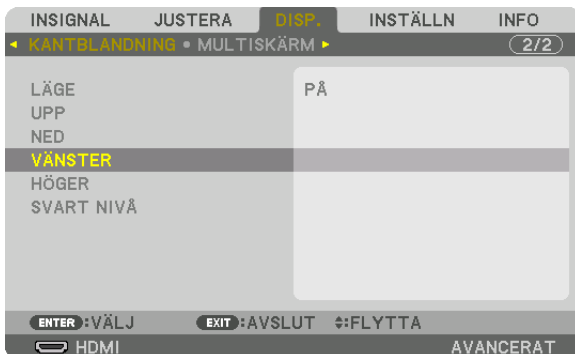 INSIGNAL JUSTERA DISP. INSTÄLLN INFO
KANTBLANDNING • MULTISKÄRM 2/2
LÄGE PÅ
UPP
NED
VÄNSTER
HÖGER
SVART NIVÅ
ENTER :VÄLJ EXIT :AVSLUT :FLYTTA
HDMI AVANCERAT